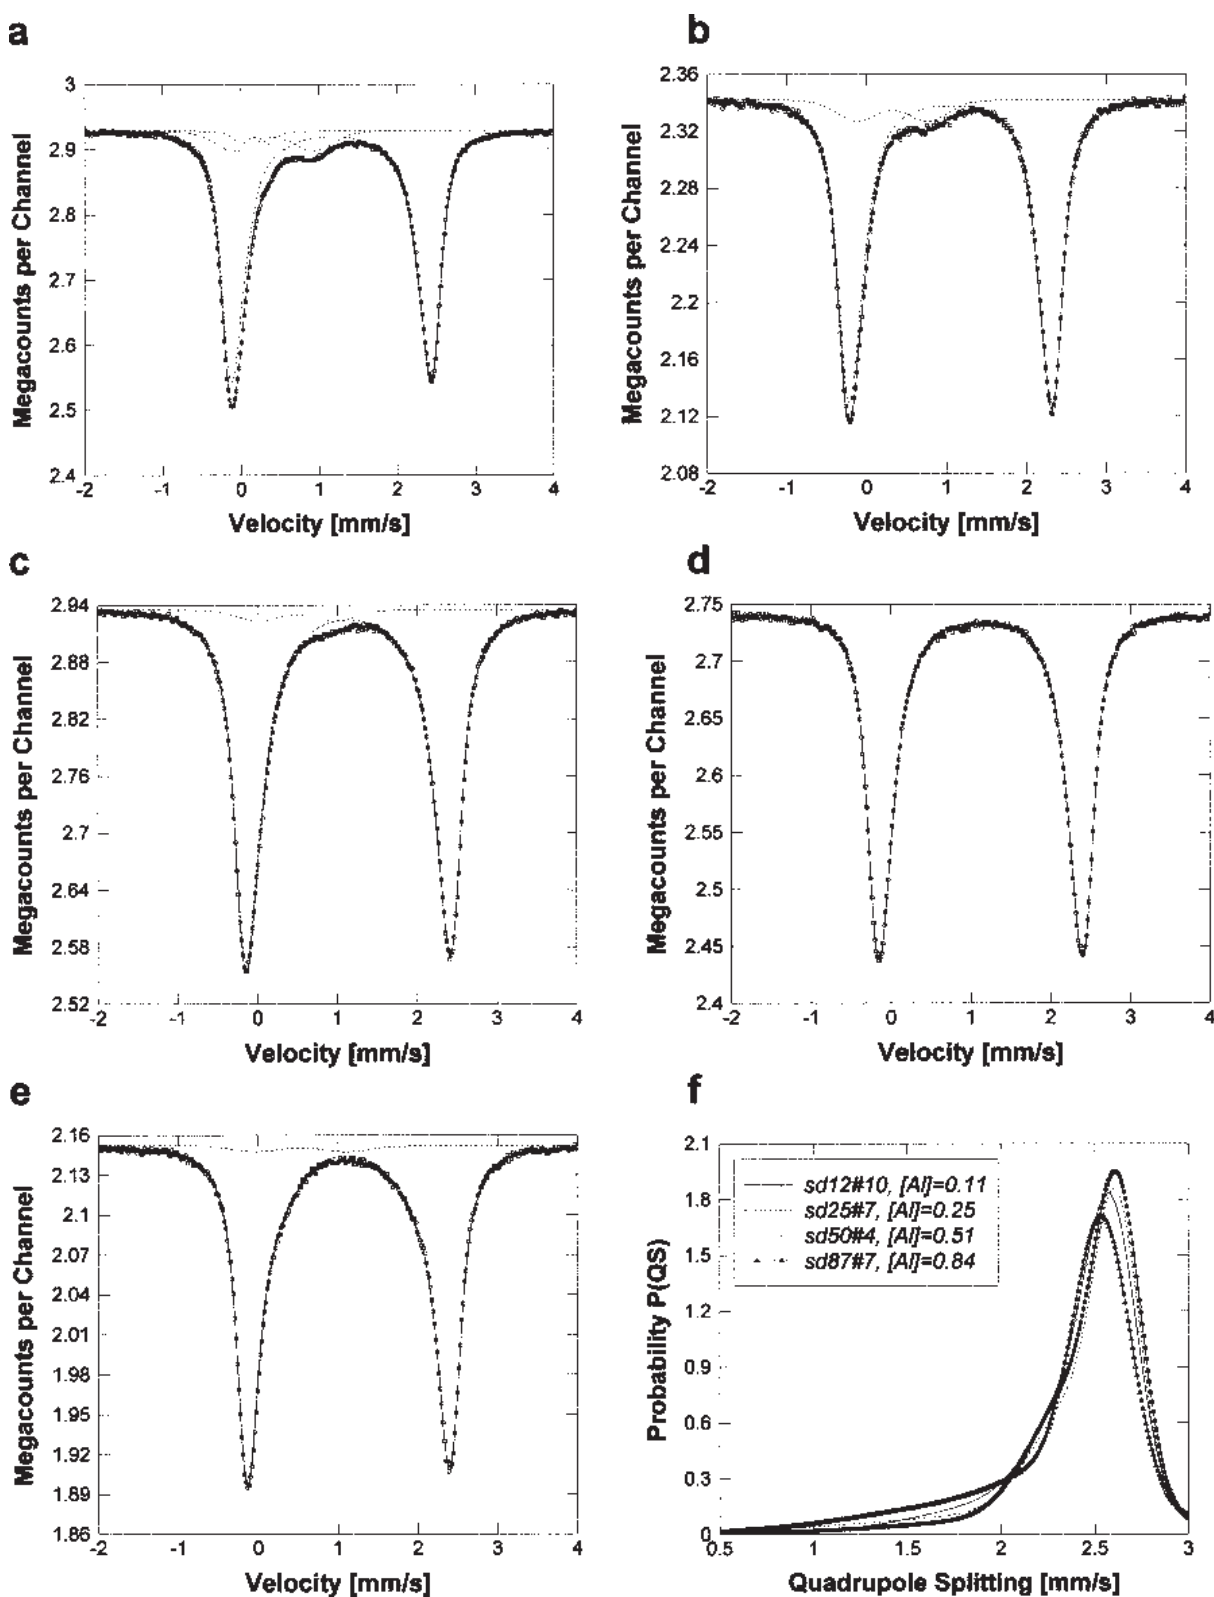 a
3
2.9
2.8
2.7
2.6
2.5
2.4
-2 -1 0 1 2 3 4
Megacounts per Channel
Velocity [mm/s]
b
2.36
2.32
2.28
2.24
2.2
2.16
2.12
2.08
-2 -1 0 1 2 3 4
Megacounts per Channel
Velocity [mm/s]
c
2.94
2.88
2.82
2.76
2.7
2.64
2.58
2.52
-2 -1 0 1 2 3 4
Megacounts per Channel
Velocity [mm/s]
d
2.75
2.7
2.65
2.6
2.55
2.5
2.45
2.4
-2 -1 0 1 2 3 4
Megacounts per Channel
Velocity [mm/s]
e
2.16
2.13
2.1
2.07
2.04
2.01
1.98
1.95
1.92
1.89
1.86
-2 -1 0 1 2 3 4
Megacounts per Channel
Velocity [mm/s]
f
2.1
1.8
1.5
1.2
0.9
0.6
0.3
0
0.5 1 1.5 2 2.5 3
Probability P(QS)
Quadrupole Splitting [mm/s]
sd12#10, [Al]=0.11
sd25#7, [Al]=0.25
sd50#4, [Al]=0.51
sd87#7, [Al]=0.84